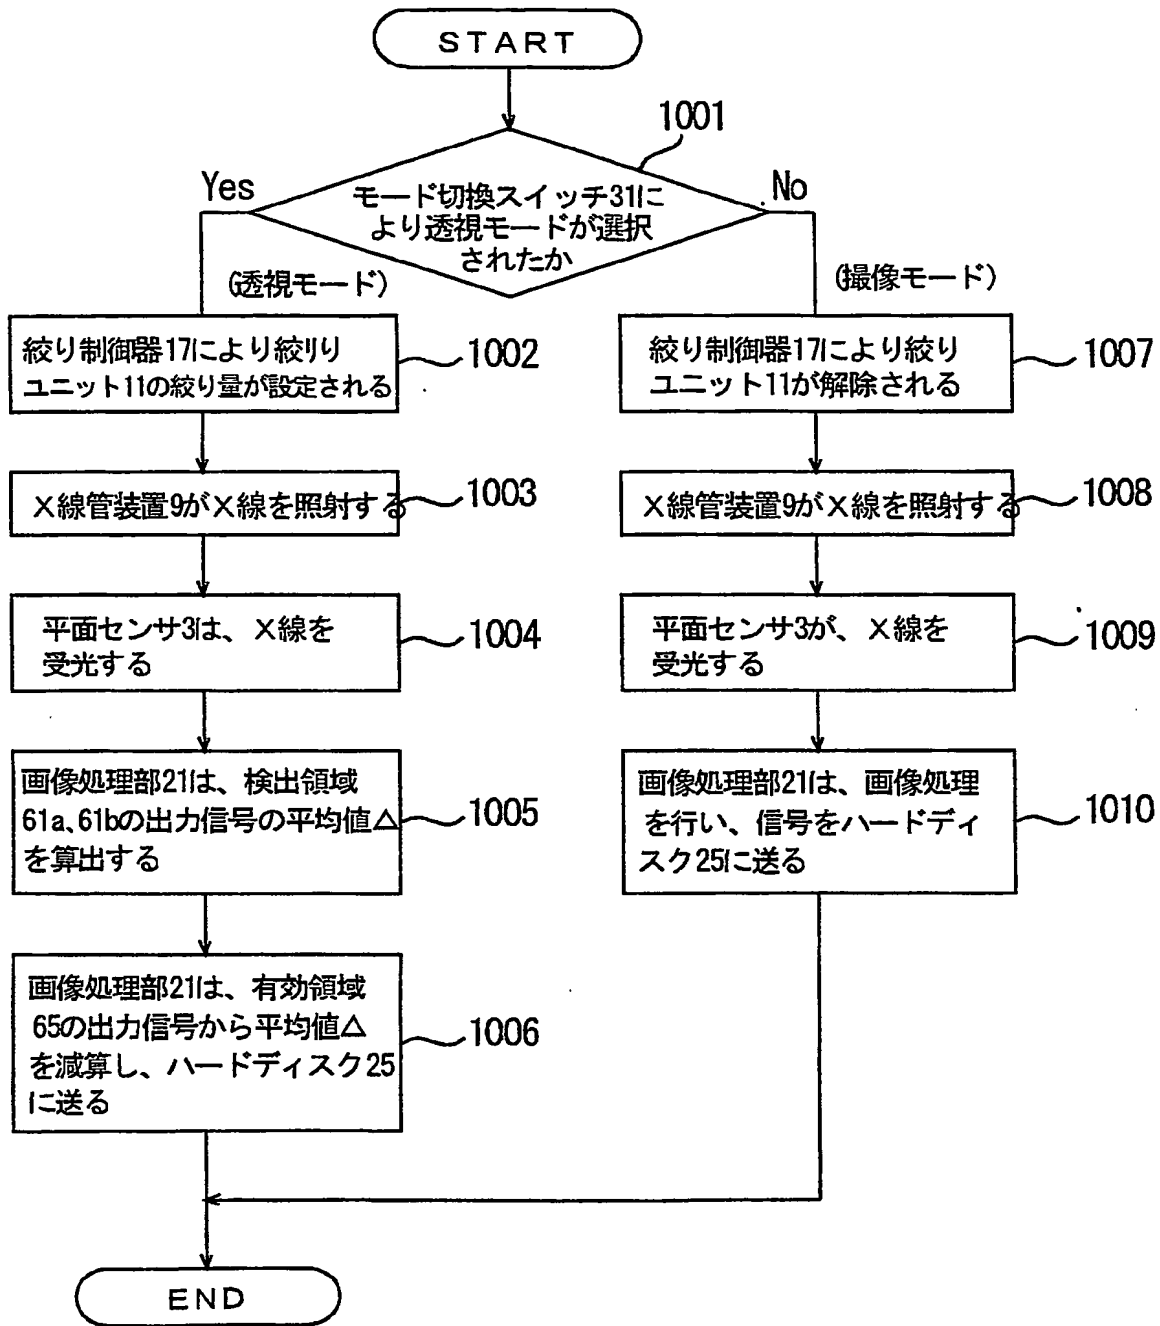 START
1001
Yes
No
モード切換スイッチ31に
より透視モードが選択
されたか
(透視モード)
(撮像モード)
絞り制御器17により絞りり
ユニット11の絞り量が設定される
1002
X線管装置9がX線を照射する
1003
平面センサ3は、X線を
受光する
1004
画像処理部21は、検出領域
61a、61bの出力信号の平均値△
を算出する
1005
画像処理部21は、有効領域
65の出力信号から平均値△
を減算し、ハードディスク25
に送る
1006
絞り制御器17により絞り
ユニット11が解除される
1007
X線管装置9がX線を照射する
1008
平面センサ3が、X線を
受光する
1009
画像処理部21は、画像処理
を行い、信号をハードディ
スク25に送る
1010
END